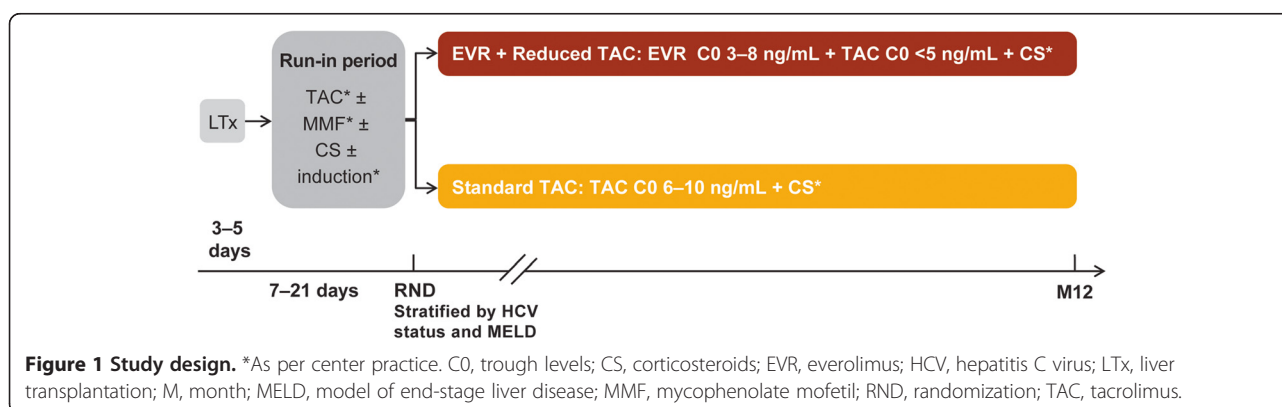 LTx
Run-in period
TAC* ±
MMF* ±
CS ±
induction*
EVR + Reduced TAC: EVR C0 3–8 ng/mL + TAC C0 <5 ng/mL + CS*
Standard TAC: TAC C0 6–10 ng/mL + CS*
3–5
days
7–21 days
RND
Stratified by HCV
status and MELD
M12
Figure 1 Study design. *As per center practice. C0, trough levels; CS, corticosteroids; EVR, everolimus; HCV, hepatitis C virus; LTx, liver
transplantation; M, month; MELD, model of end-stage liver disease; MMF, mycophenolate mofetil; RND, randomization; TAC, tacrolimus.